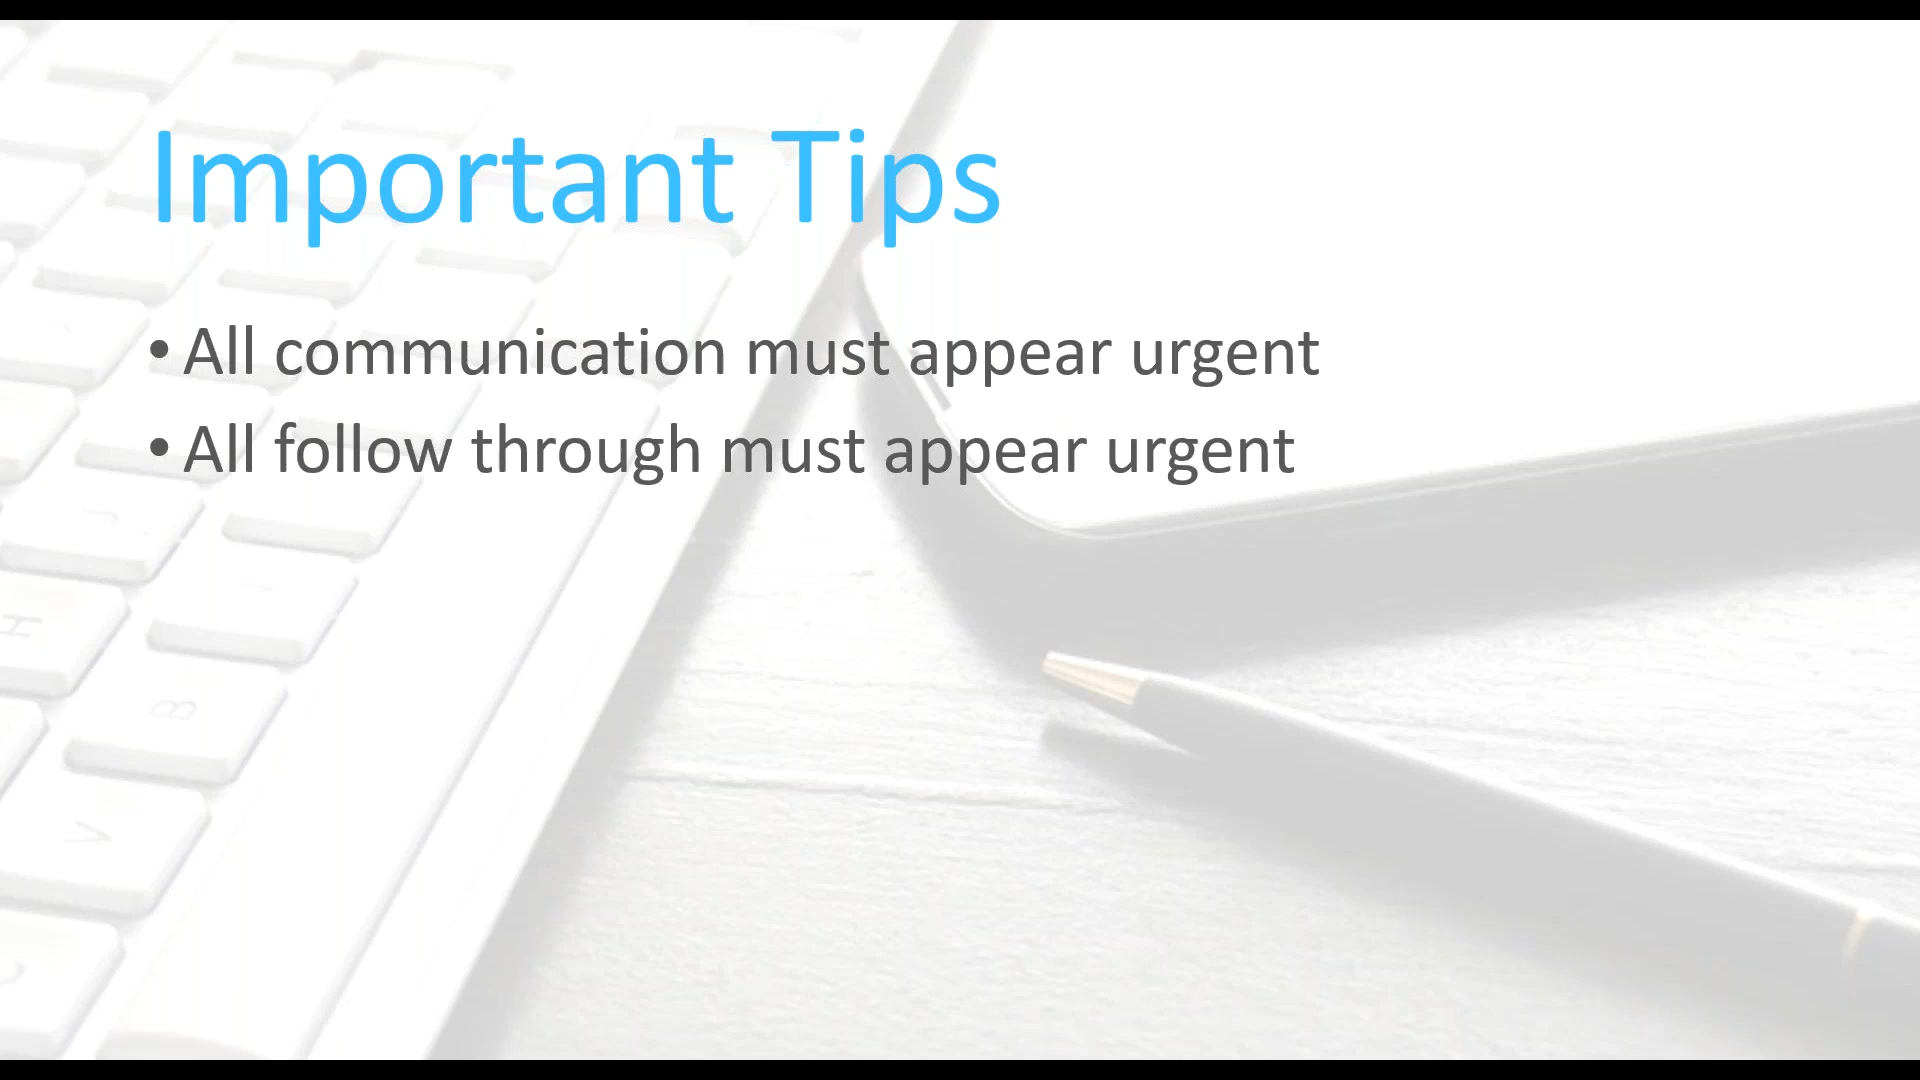 Important Tips
• All communication must appear urgent
• All follow through must appear urgent
H
B
V